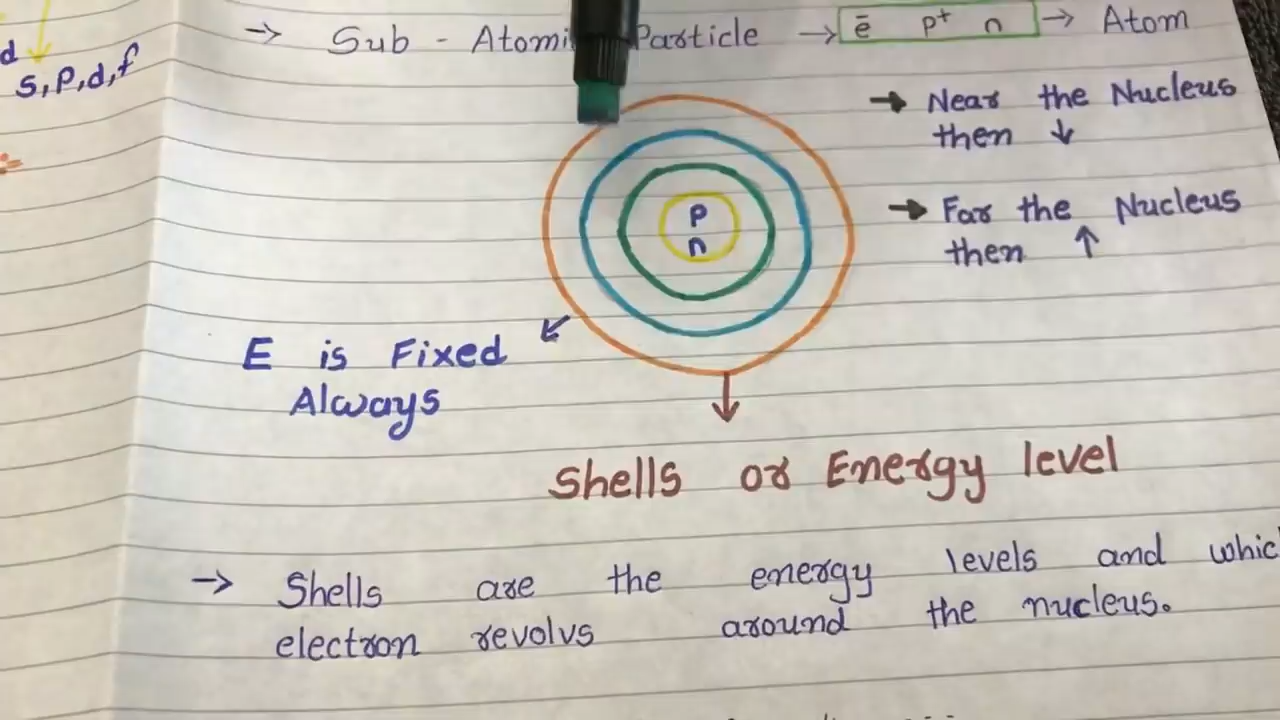 d
s,p,d,f
→ Sub - Atomi Particle → ē p⁺ n → Atom
→ Near the Nucleus
then ↓
→ Far the Nucleus
then ↑
P
n
E is Fixed
Always
Shells or Energy level
→ Shells are the energy levels and whic
electron revolvs around the nucleus.